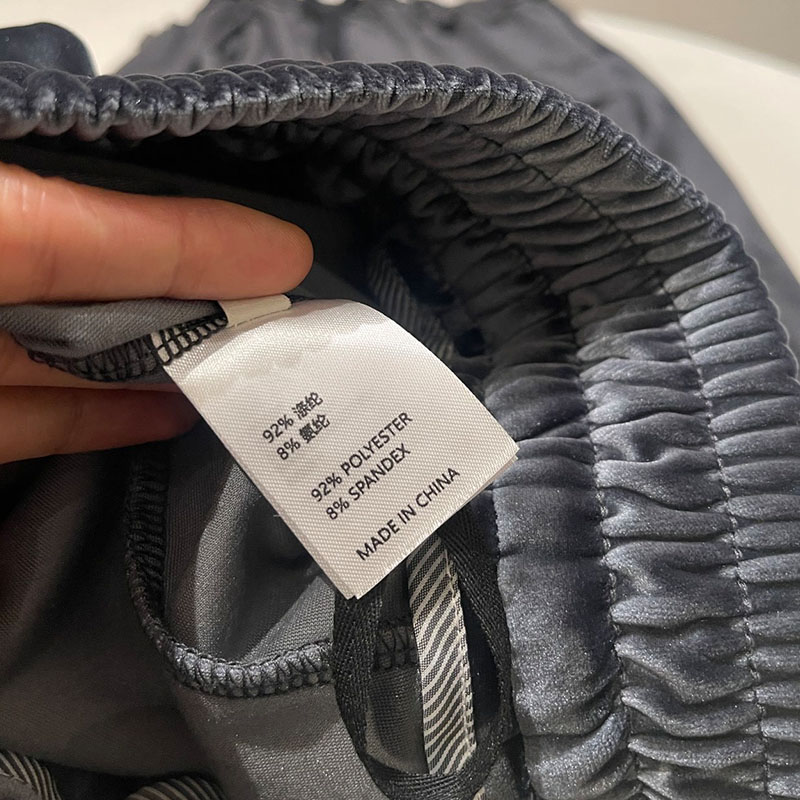 92% 涤纶
8% 氨纶
92% POLYESTER
8% SPANDEX
MADE IN CHINA